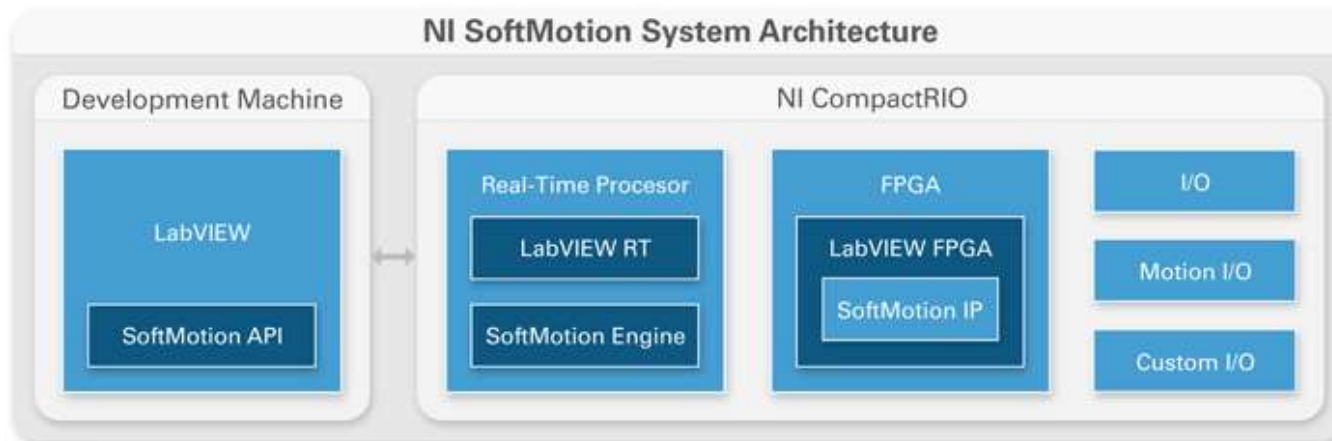 NI SoftMotion System Architecture
Development Machine
LabVIEW
SoftMotion API
NI CompactRIO
Real-Time Procesor
LabVIEW RT
SoftMotion Engine
FPGA
LabVIEW FPGA
SoftMotion IP
I/O
Motion I/O
Custom I/O